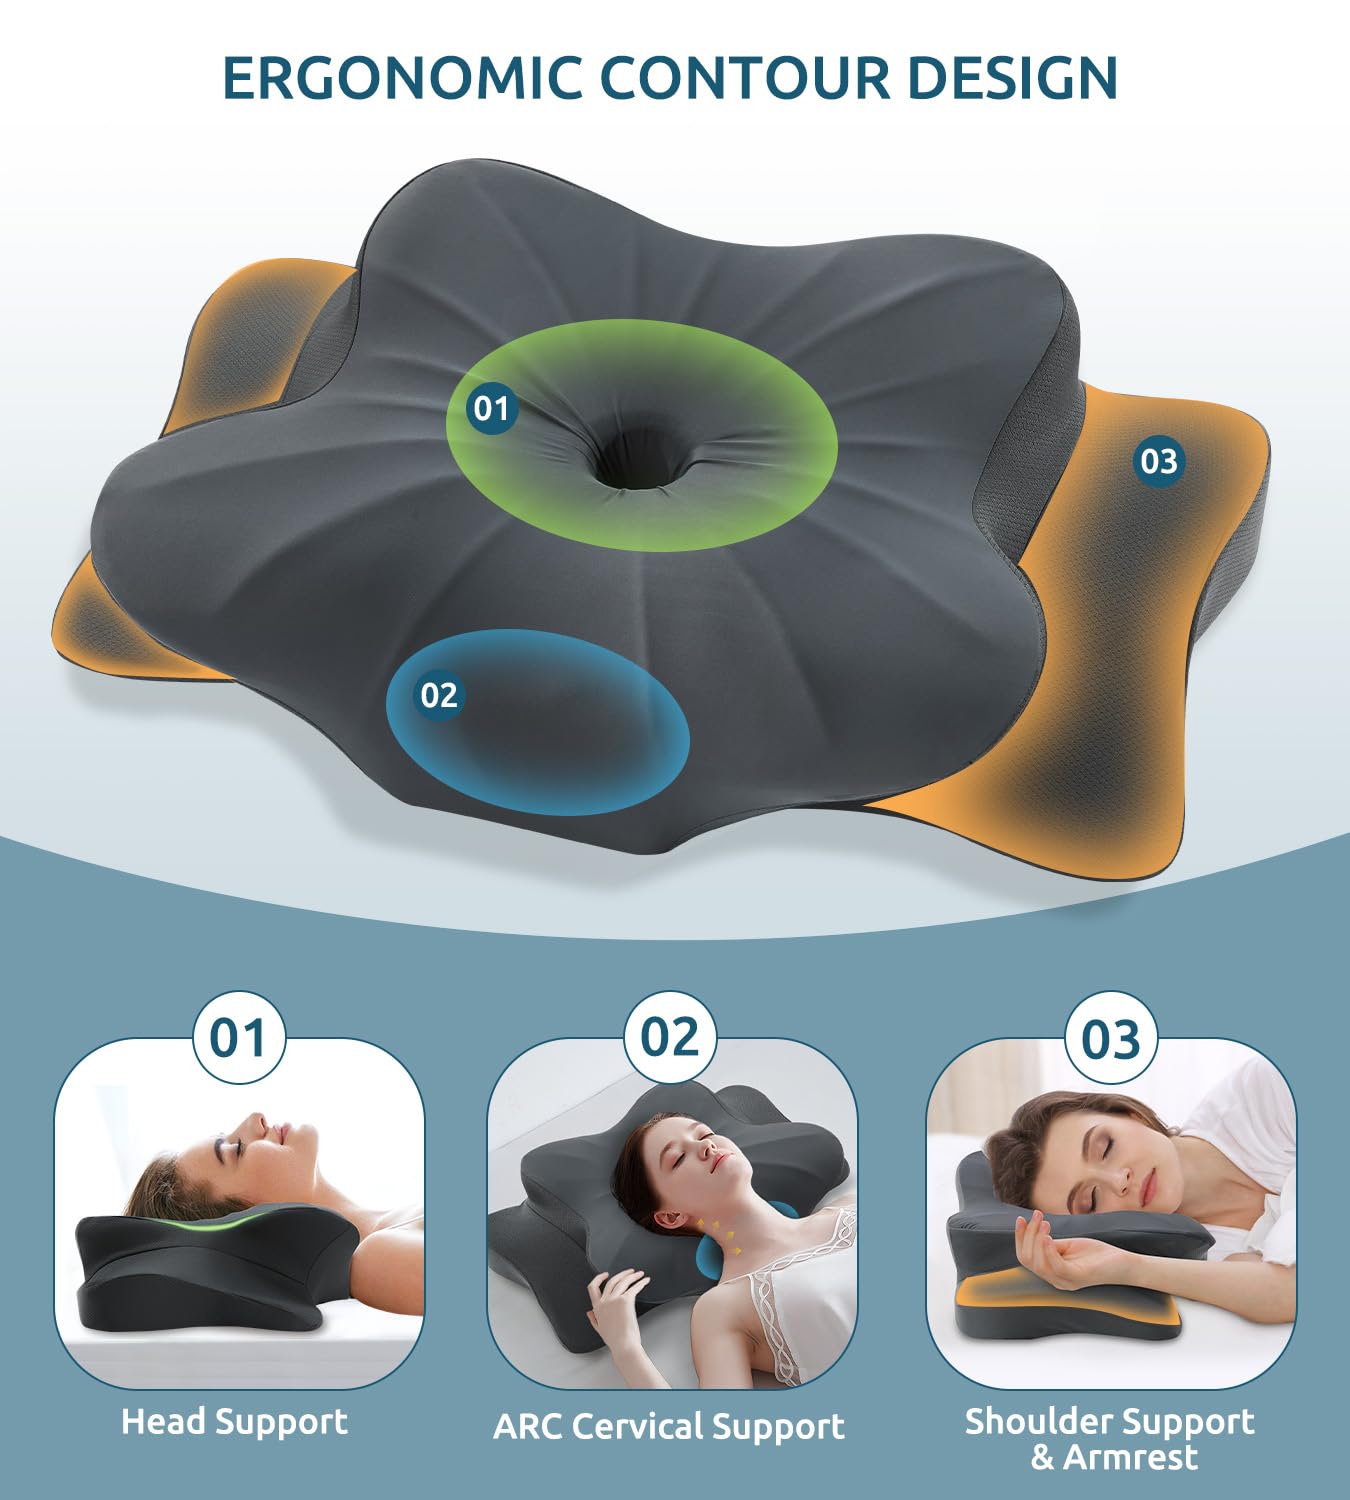 ERGONOMIC CONTOUR DESIGN
01
03
02
01
02
03
Head Support
ARC Cervical Support
Shoulder Support
& Armrest